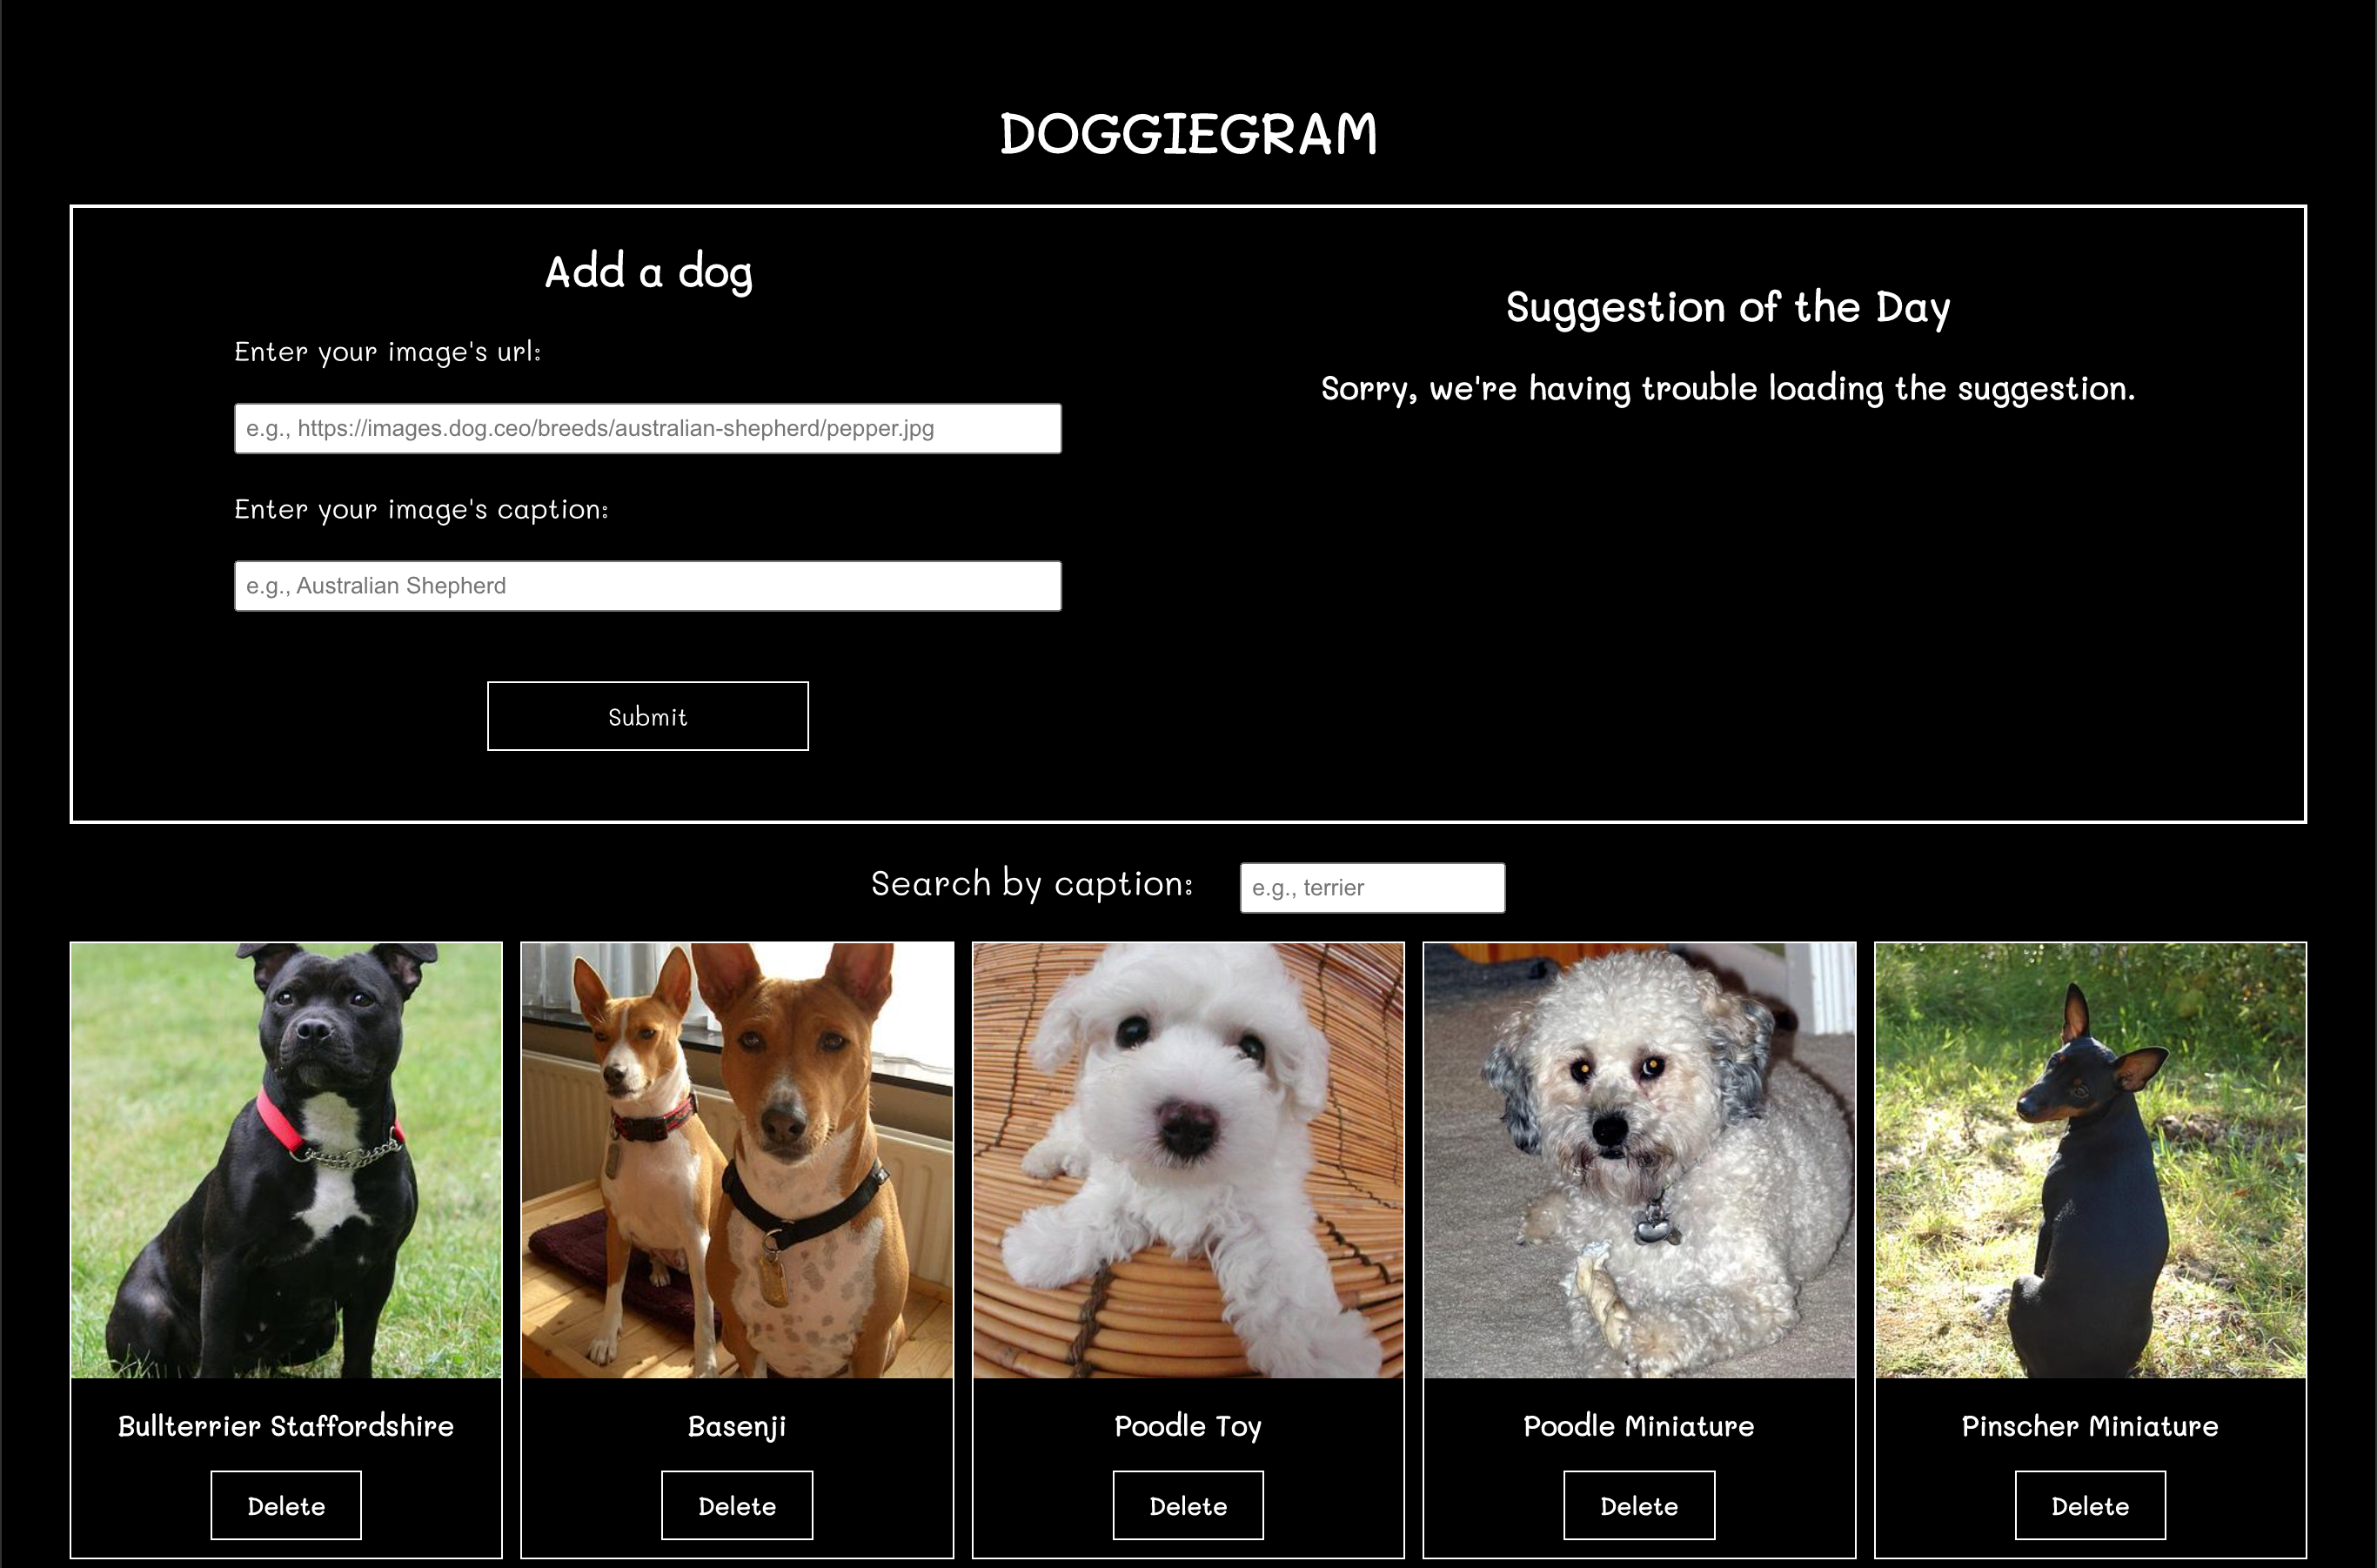 DOGGIEGRAM
Add a dog
Enter your image's url:
e.g., https://images.dog.ceo/breeds/australian-shepherd/pepper.jpg
Enter your image's caption:
e.g., Australian Shepherd
Submit
Suggestion of the Day
Sorry, we're having trouble loading the suggestion.
Search by caption:
e.g., terrier
Bullterrier Staffordshire
Delete
Basenji
Delete
Poodle Toy
Delete
Poodle Miniature
Delete
Pinscher Miniature
Delete